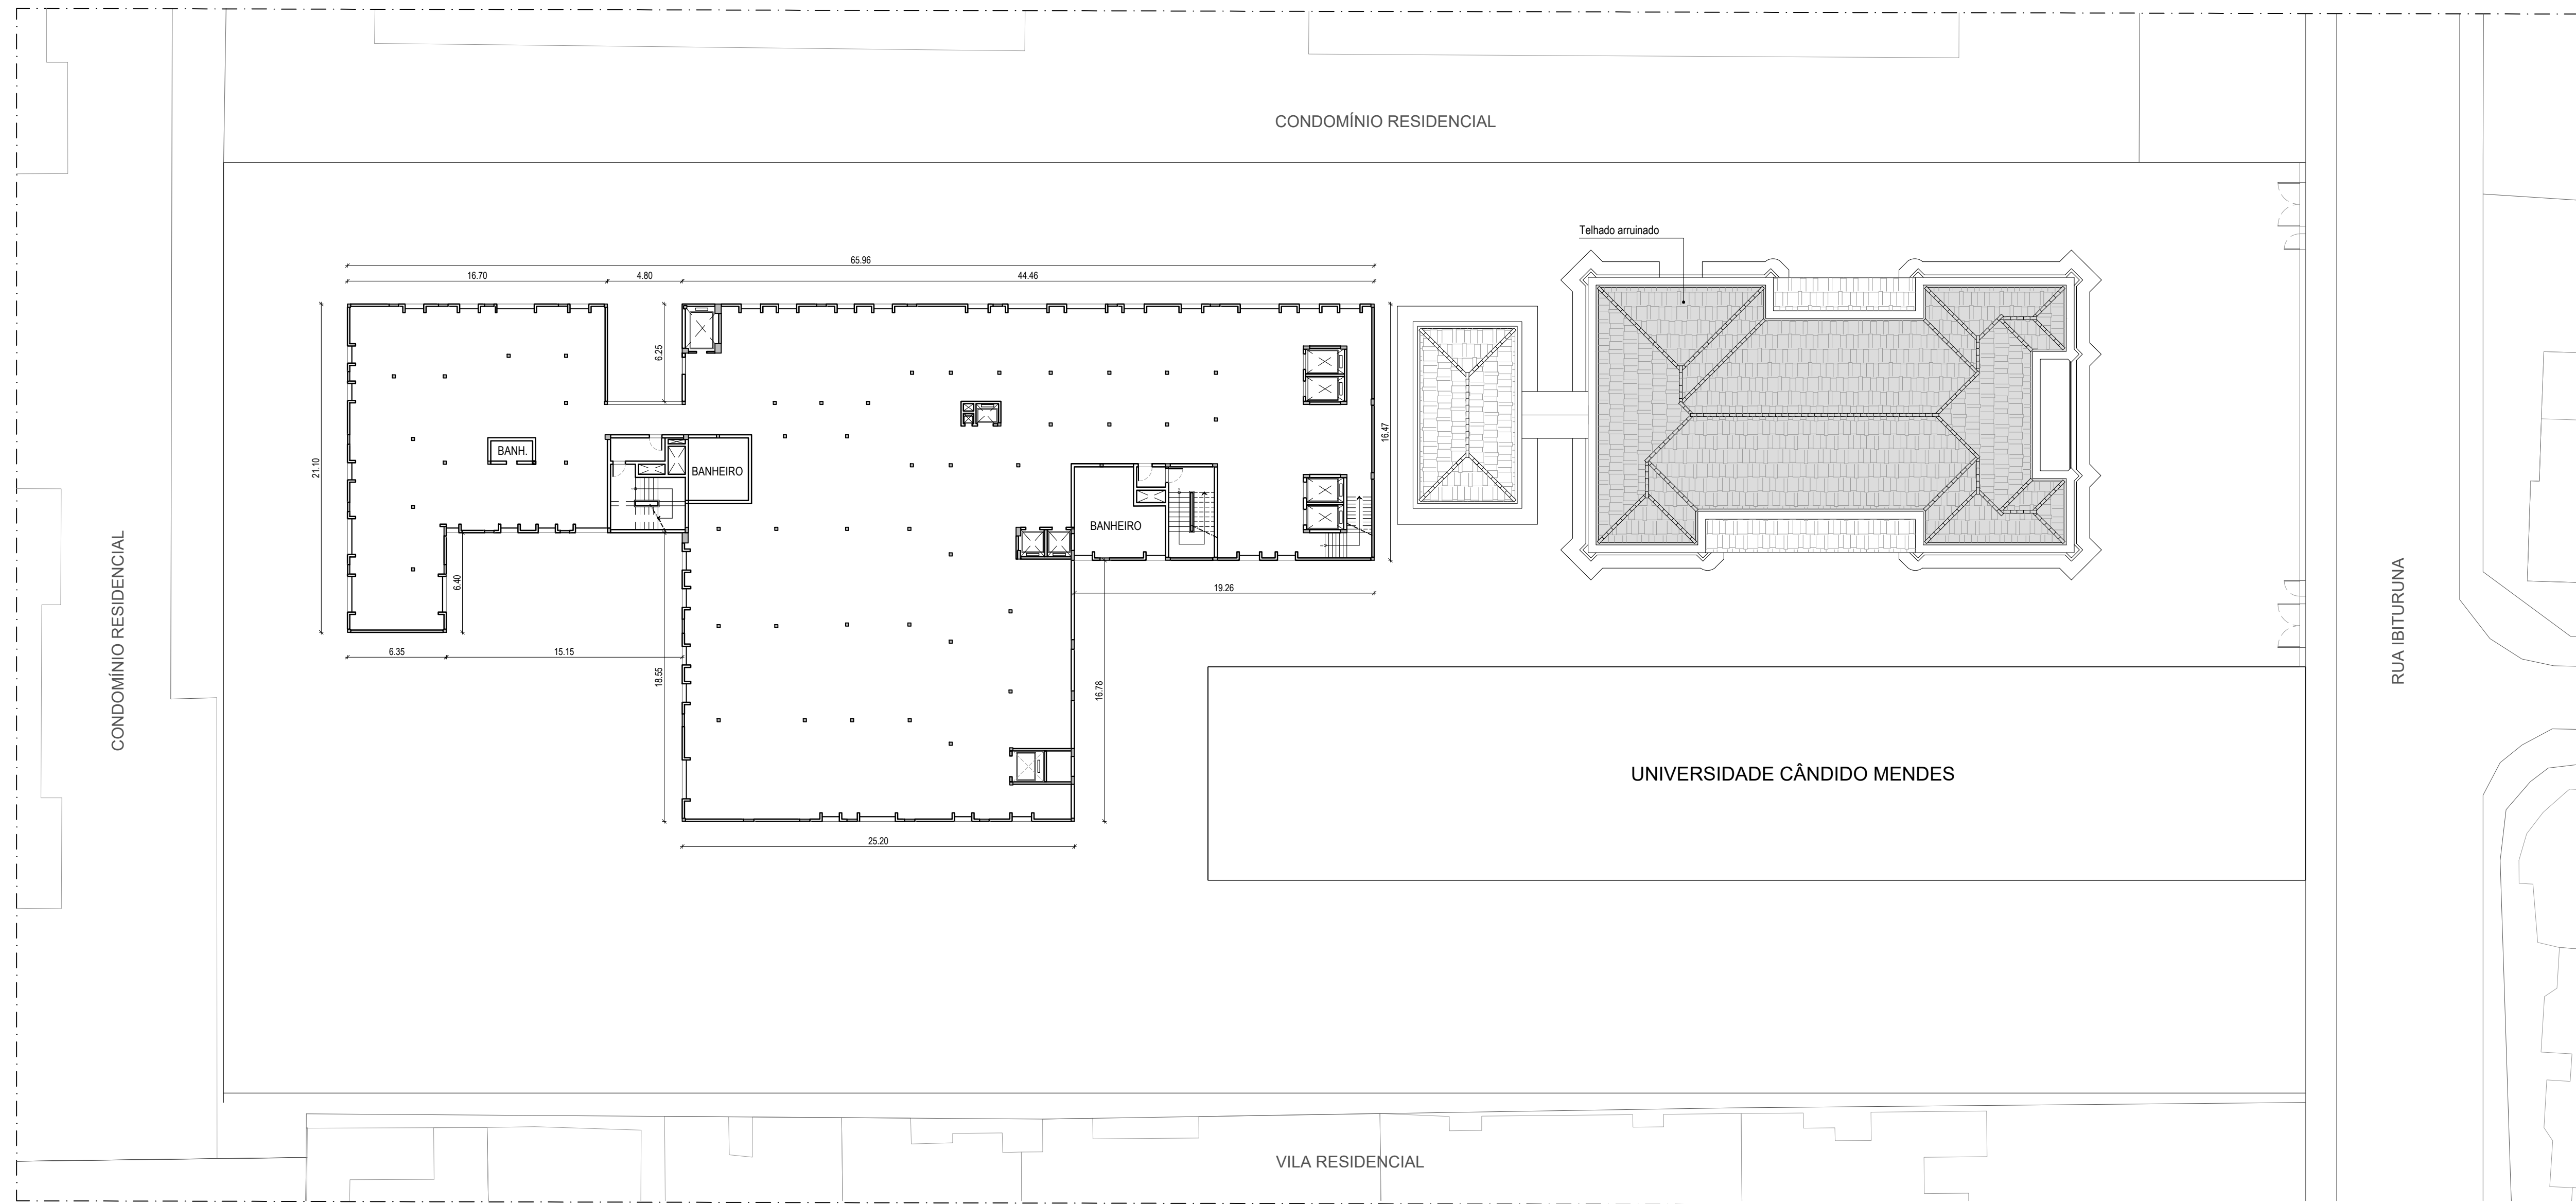 CONDOMÍNIO RESIDENCIAL
Telhado arruinado
65.96
16.70
4.80
44.46
6.25
16.47
21.10
BANH.
BANHEIRO
BANHEIRO
6.40
19.26
6.35
15.15
18.55
16.78
25.20
CONDOMÍNIO RESIDENCIAL
RUA IBITURUNA
UNIVERSIDADE CÂNDIDO MENDES
VILA RESIDENCIAL